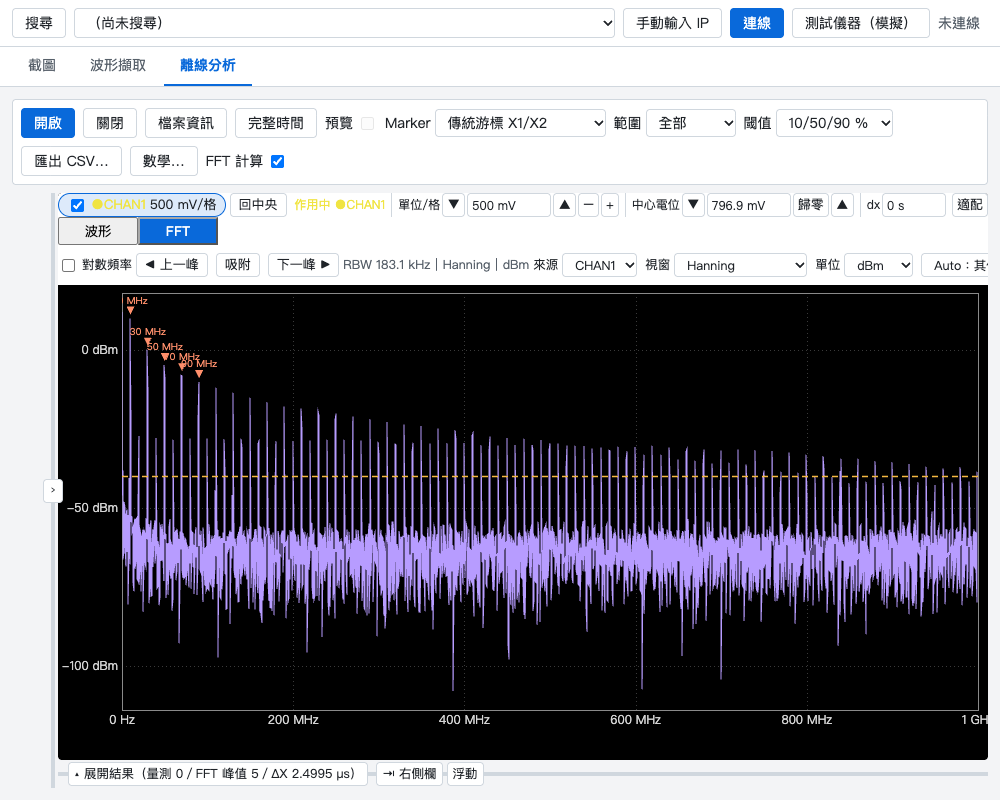 搜尋 （尚未搜尋） 手動輸入 IP 連線 測試儀器（模擬） 未連線
截圖 波形擷取 離線分析
開啟 關閉 檔案資訊 完整時間 預覽 Marker 傳統游標 X1/X2 範圍 全部 閾值 10/50/90 %
匯出 CSV… 數學… FFT 計算
CHAN1 500 mV/格 回中央 作用中 CHAN1 單位/格 ▼ 500 mV ▲ − + 中心電位 ▼ 796.9 mV 歸零 ▲ dx 0 s 適配
波形 FFT
對數頻率 ◀ 上一峰 吸附 下一峰 ▶ RBW 183.1 kHz | Hanning | dBm 來源 CHAN1 視窗 Hanning 單位 dBm Auto：其
MHz
30 MHz
50 MHz
70 MHz
90 MHz
0 dBm
−50 dBm
−100 dBm
0 Hz 200 MHz 400 MHz 600 MHz 800 MHz 1 GH
▴ 展開結果（量測 0 / FFT 峰值 5 / ΔX 2.4995 µs） ⇥ 右側欄 浮動